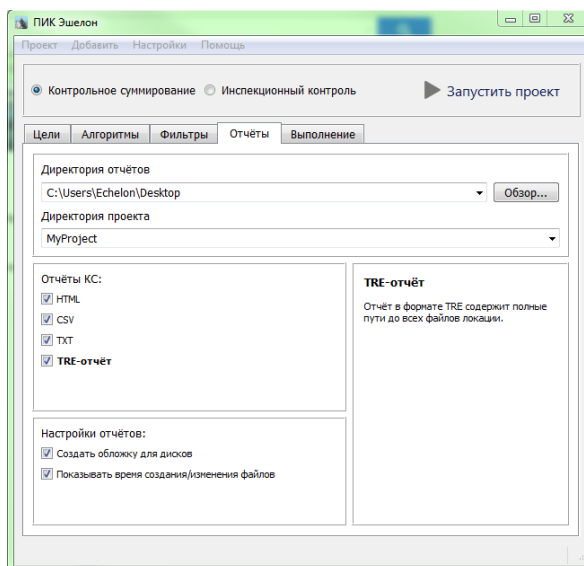 ПИК Эшелон
Проект Добавить Настройки Помощь
Контрольное суммирование Инспекционный контроль Запустить проект
Цели Алгоритмы Фильтры Отчёты Выполнение
Директория отчётов
C:\Users\Echelon\Desktop Обзор...
Директория проекта
MyProject
Отчёты КС:
HTML
CSV
TXT
TRE-отчёт
TRE-отчёт
Отчёт в формате TRE содержит полные
пути до всех файлов локации.
Настройки отчётов:
Создать обложку для дисков
Показывать время создания/изменения файлов